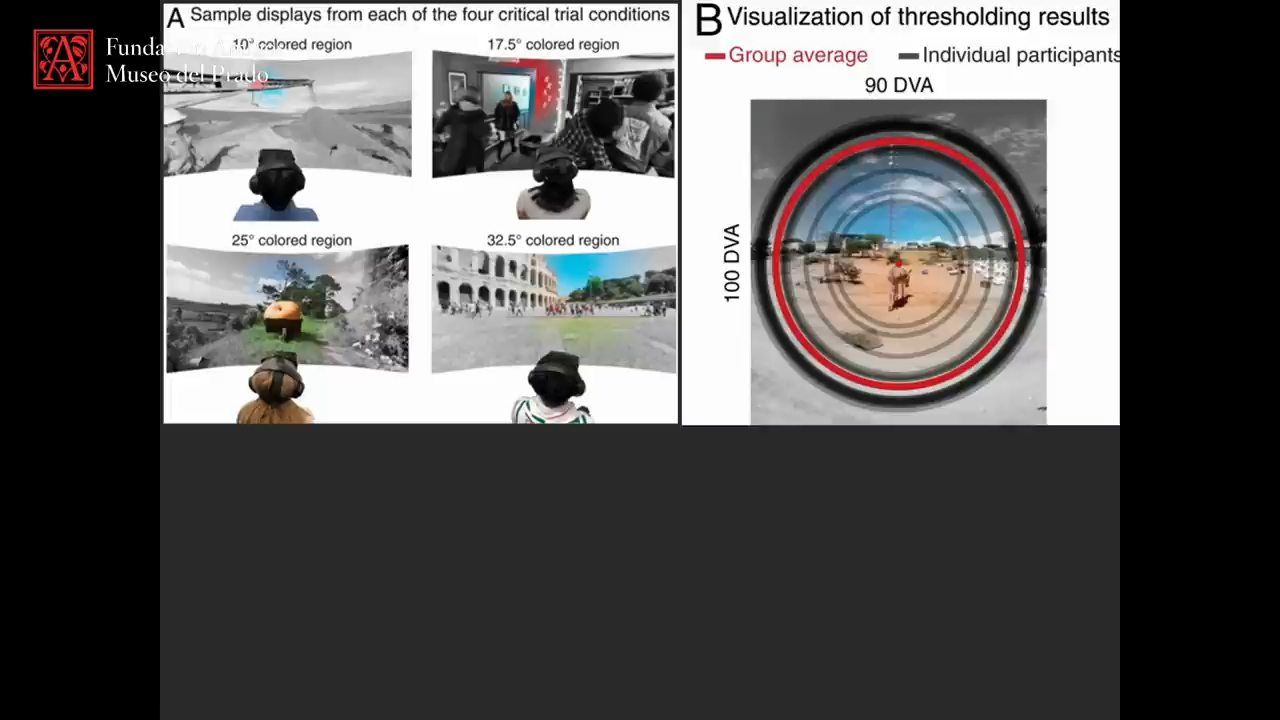 A Sample displays from each of the four critical trial conditions
10° colored region
17.5° colored region
25° colored region
32.5° colored region
B Visualization of thresholding results
Group average
Individual participants
90 DVA
100 DVA
Museo del Prado